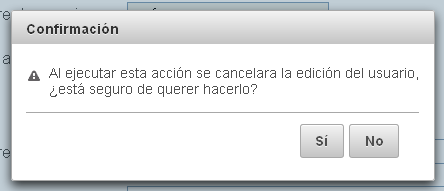 Confirmación
Al ejecutar esta acción se cancelara la edición del usuario,
¿está seguro de querer hacerlo?
Sí
No